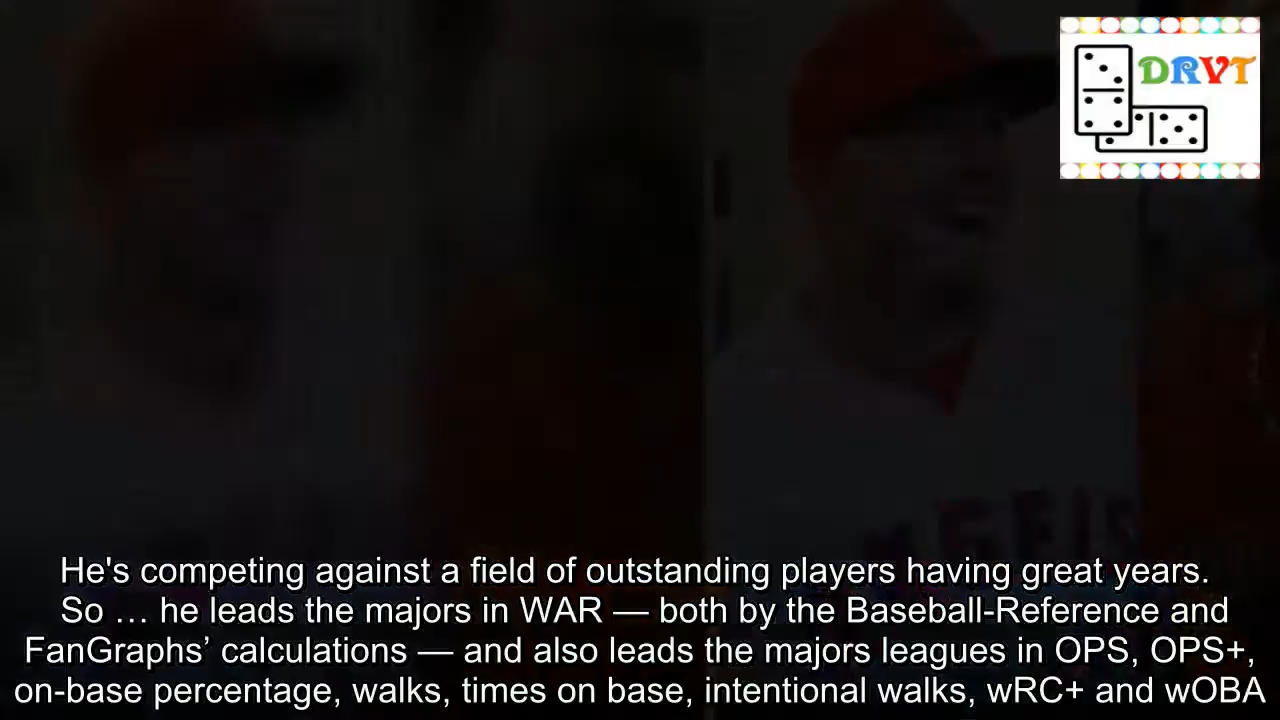 DRVT
He's competing against a field of outstanding players having great years.
So … he leads the majors in WAR — both by the Baseball-Reference and
FanGraphs’ calculations — and also leads the majors leagues in OPS, OPS+,
on-base percentage, walks, times on base, intentional walks, wRC+ and wOBA